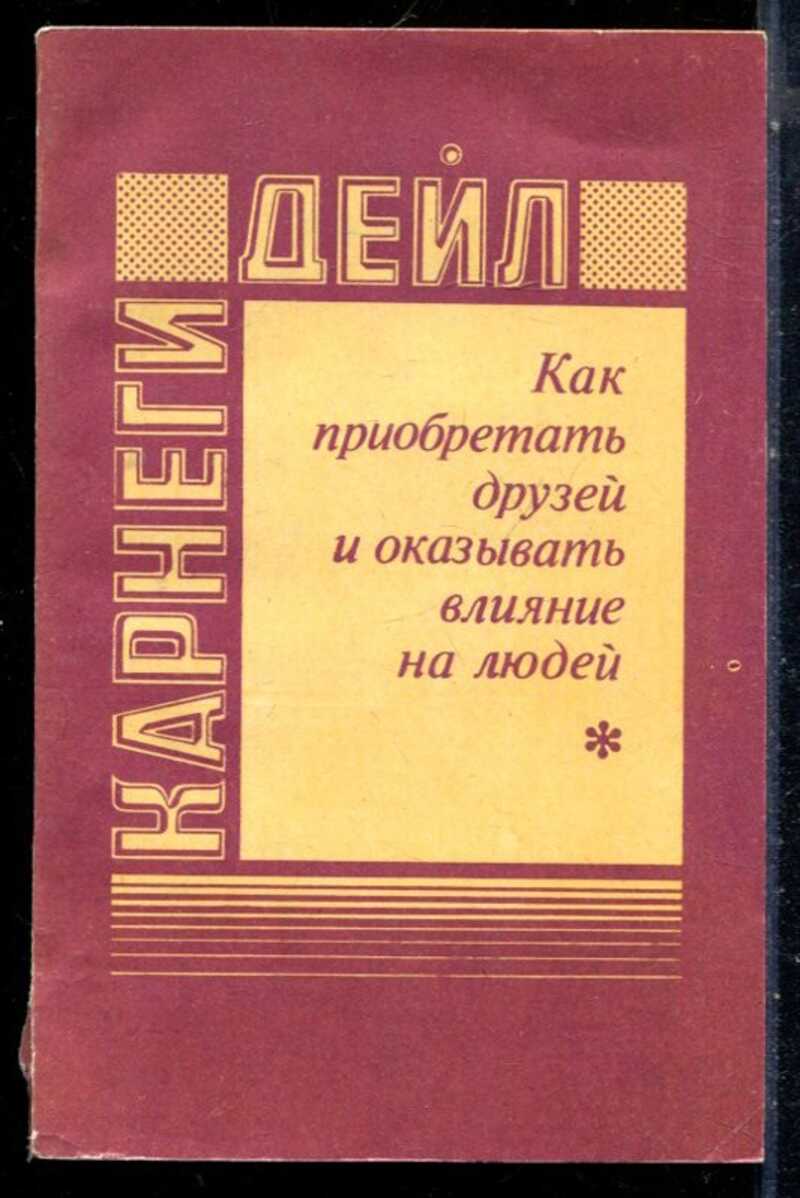 ДЕЙЛ
КАРНЕГИ
Как
приобретать
друзей
и оказывать
влияние
на людей
*